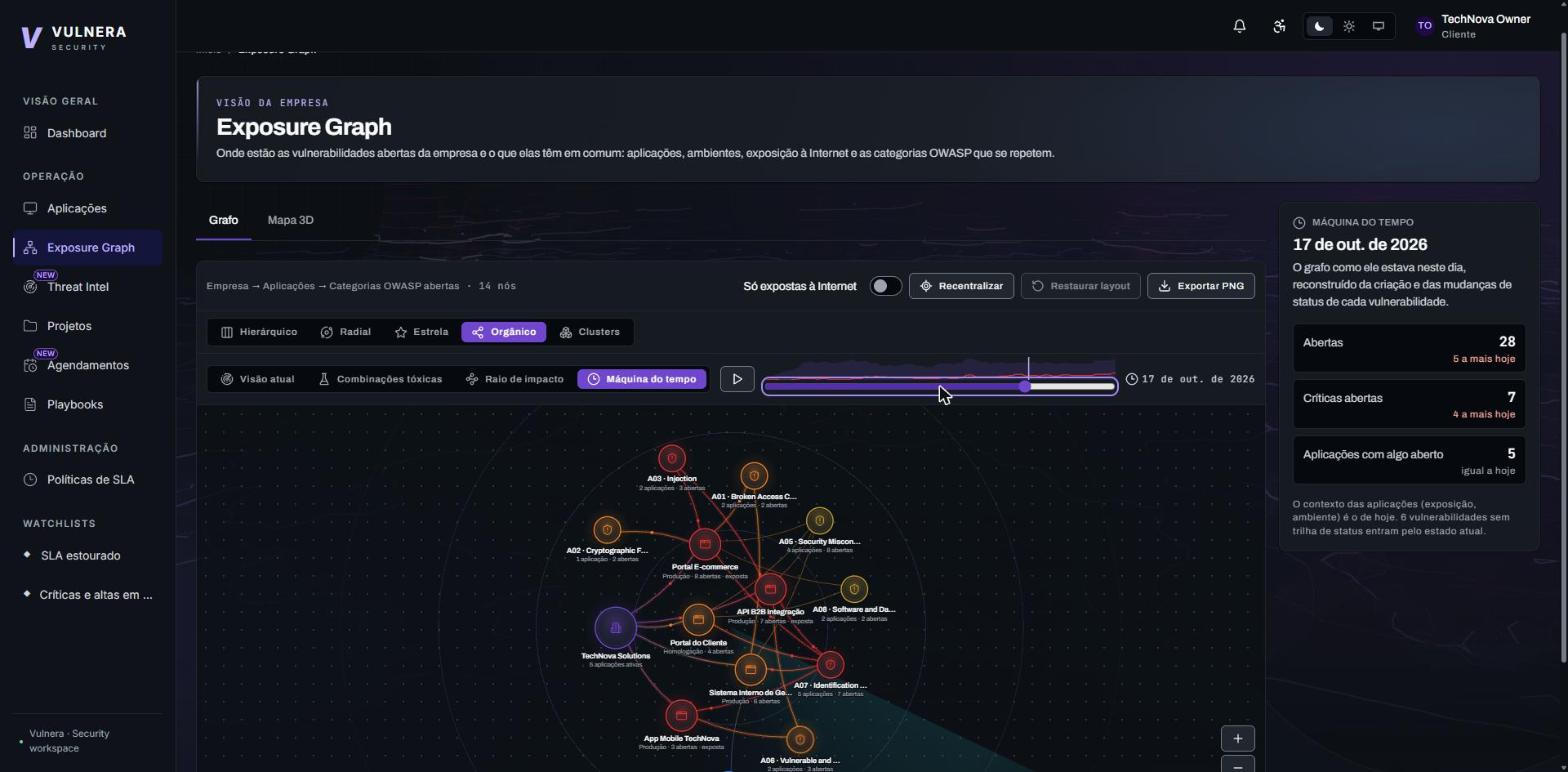 VULNERA
SECURITY
VISÃO GERAL
Dashboard
OPERAÇÃO
Aplicações
Exposure Graph
NEW
Threat Intel
Projetos
NEW
Agendamentos
Playbooks
ADMINISTRAÇÃO
Políticas de SLA
WATCHLISTS
SLA estourado
Críticas e altas em ...
Vulnera · Security
workspace
TO
TechNova Owner
Cliente
Início / Exposure Graph
VISÃO DA EMPRESA
Exposure Graph
Onde estão as vulnerabilidades abertas da empresa e o que elas têm em comum: aplicações, ambientes, exposição à Internet e as categorias OWASP que se repetem.
Grafo
Mapa 3D
Empresa → Aplicações → Categorias OWASP abertas · 14 nós
Só expostas à Internet
Recentralizar
Restaurar layout
Exportar PNG
Hierárquico
Radial
Estrela
Orgânico
Clusters
Visão atual
Combinações tóxicas
Raio de impacto
Máquina do tempo
17 de out. de 2026
A03 · Injection
2 aplicações · 3 abertas
A01 · Broken Access C...
2 aplicações · 2 abertas
A05 · Security Miscon...
4 aplicações · 8 abertas
A02 · Cryptographic F...
1 aplicação · 2 abertas
Portal E-commerce
Produção · 8 abertas · exposta
API B2B Integração
Produção · 7 abertas · exposta
A08 · Software and Da...
2 aplicações · 2 abertas
Portal do Cliente
Homologação · 4 abertas
TechNova Solutions
5 aplicações ativas
Sistema Interno de Ge...
Produção · 6 abertas
A07 · Identification ...
5 aplicações · 7 abertas
App Mobile TechNova
Produção · 3 abertas · exposta
A06 · Vulnerable and ...
2 aplicações · 3 abertas
+
−
MÁQUINA DO TEMPO
17 de out. de 2026
O grafo como ele estava neste dia,
reconstruído da criação e das mudanças de
status de cada vulnerabilidade.
Abertas
28
5 a mais hoje
Críticas abertas
7
4 a mais hoje
Aplicações com algo aberto
5
igual a hoje
O contexto das aplicações (exposição,
ambiente) é o de hoje. 6 vulnerabilidades sem
trilha de status entram pelo estado atual.